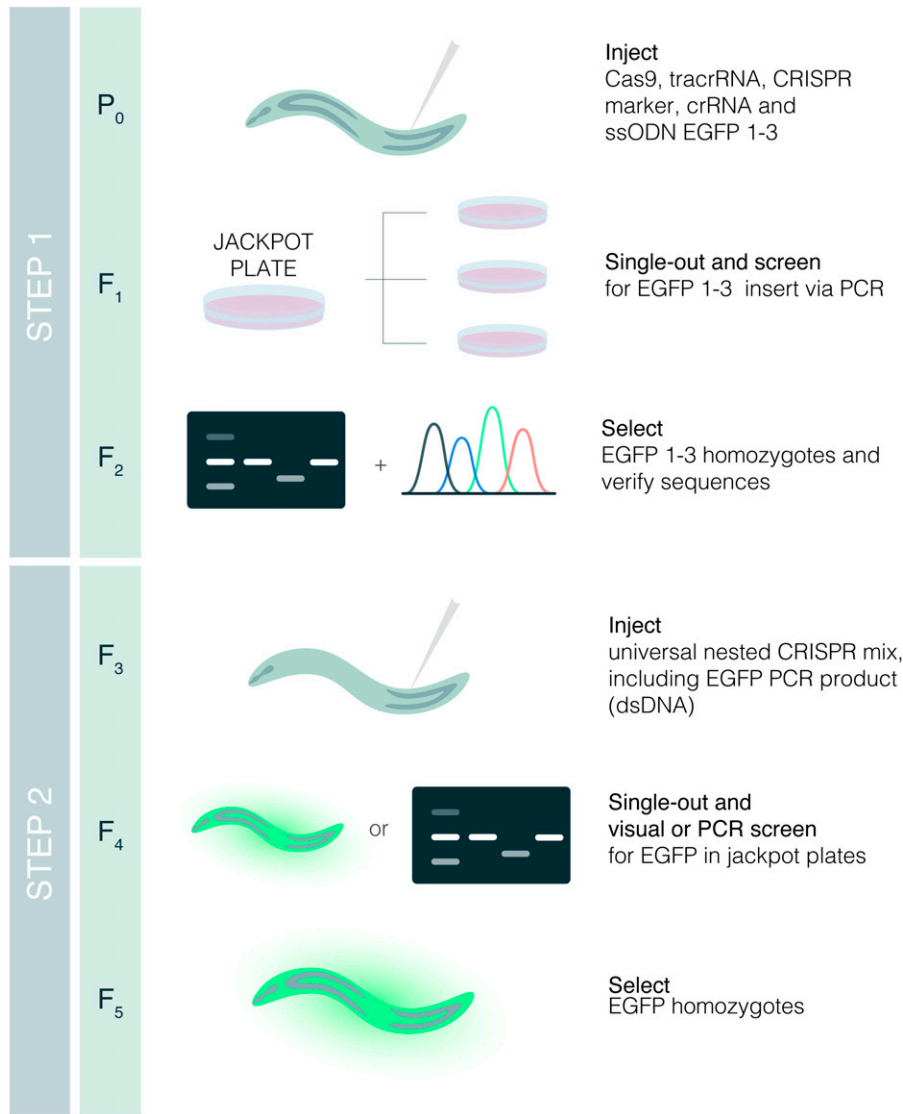 STEP 1
P0
Inject
Cas9, tracrRNA, CRISPR
marker, crRNA and
ssODN EGFP 1-3
F1
JACKPOT
PLATE
Single-out and screen
for EGFP 1-3 insert via PCR
F2
+
Select
EGFP 1-3 homozygotes and
verify sequences
STEP 2
F3
Inject
universal nested CRISPR mix,
including EGFP PCR product
(dsDNA)
F4
or
Single-out and
visual or PCR screen
for EGFP in jackpot plates
F5
Select
EGFP homozygotes